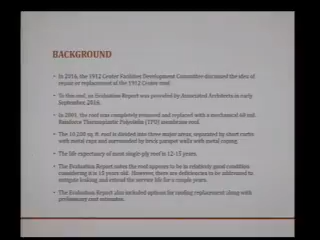 BACKGROUND
- In 2016, the 1912 Center Facilities Development Committee discussed the idea of
repair or replacement of the 1912 Center roof.
- To this end, an Evaluation Report was provided by Associated Architects in early
September, 2016.
- In 2001, the roof was completely removed and replaced with a mechanical 60 mil
Reinforce Thermoplastic Polyolefin (TPO) membrane roof.
- The 10,200 sq. ft. roof is divided into three major areas, separated by short roofs
with metal caps and surrounded by brick parapet walls with metal coping.
- The life expectancy of most single-ply roof is 12-15 years.
- The Evaluation Report notes the roof appears to be in relatively good condition
considering it is 15 years old. However, there are deficiencies to be addressed to
mitigate leaking and extend the service life for a couple years.
- The Evaluation Report also included options for roofing replacement along with
preliminary cost estimates.